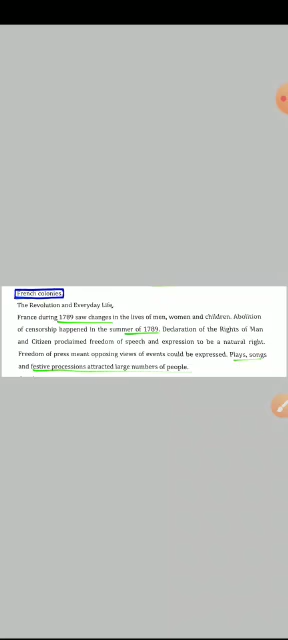 French colonies
The Revolution and Everyday Life,
France during 1789 saw changes in the lives of men, women and children. Abolition
of censorship happened in the summer of 1789. Declaration of the Rights of Man
and Citizen proclaimed freedom of speech and expression to be a natural right.
Freedom of press meant opposing views of events could be expressed. Plays, songs
and festive processions attracted large numbers of people.